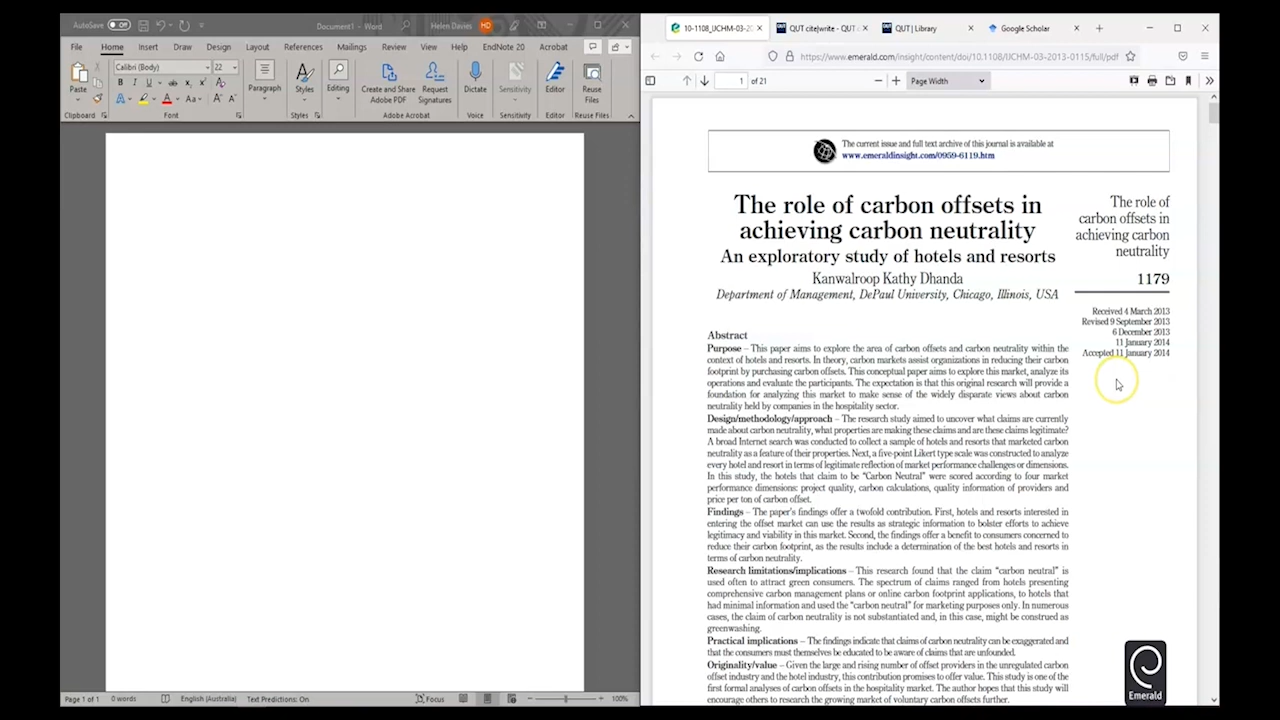 AutoSave Off
Document1 - Word
Helen Davies
HD
File Home Insert Draw Design Layout References Mailings Review View Help EndNote 20 Acrobat
Calibri (Body) 22
Paste
B I U ab x₂ x²
A A Aa A A
Paragraph
Styles
Editing
Create and Share
Adobe PDF
Request
Signatures
Dictate
Sensitivity
Editor
Reuse
Files
Clipboard Font Styles Adobe Acrobat Voice Sensitivity Editor Reuse Files
Page 1 of 1 0 words English (Australia) Text Predictions: On Focus 100%
10-1108_IJCHM-03-20
QUT cite|write - QUT c
QUT | Library
Google Scholar
https://www.emerald.com/insight/content/doi/10.1108/IJCHM-03-2013-0115/full/pdf
1 of 21
Page Width
The current issue and full text archive of this journal is available at
www.emeraldinsight.com/0959-6119.htm
The role of carbon offsets in
achieving carbon neutrality
An exploratory study of hotels and resorts
Kanwalroop Kathy Dhanda
Department of Management, DePaul University, Chicago, Illinois, USA
The role of
carbon offsets in
achieving carbon
neutrality
1179
Received 4 March 2013
Revised 9 September 2013
6 December 2013
11 January 2014
Accepted 11 January 2014
Abstract
Purpose – This paper aims to explore the area of carbon offsets and carbon neutrality within the
context of hotels and resorts. In theory, carbon markets assist organizations in reducing their carbon
footprint by purchasing carbon offsets. This conceptual paper aims to explore this market, analyze its
operations and evaluate the participants. The expectation is that this original research will provide a
foundation for analyzing this market to make sense of the widely disparate views about carbon
neutrality held by companies in the hospitality sector.
Design/methodology/approach – The research study aimed to uncover what claims are currently
made about carbon neutrality, what properties are making these claims and are these claims legitimate?
A broad Internet search was conducted to collect a sample of hotels and resorts that marketed carbon
neutrality as a feature of their properties. Next, a five-point Likert type scale was constructed to analyze
every hotel and resort in terms of legitimate reflection of market performance challenges or dimensions.
In this study, the hotels that claim to be “Carbon Neutral” were scored according to four market
performance dimensions: project quality, carbon calculations, quality information of providers and
price per ton of carbon offset.
Findings – The paper's findings offer a twofold contribution. First, hotels and resorts interested in
entering the offset market can use the results as strategic information to bolster efforts to achieve
legitimacy and viability in this market. Second, the findings offer a benefit to consumers concerned to
reduce their carbon footprint, as the results include a determination of the best hotels and resorts in
terms of carbon neutrality.
Research limitations/implications – This research found that the claim “carbon neutral” is
used often to attract green consumers. The spectrum of claims ranged from hotels presenting
comprehensive carbon management plans or online carbon footprint applications, to hotels that
had minimal information and used the “carbon neutral” for marketing purposes only. In numerous
cases, the claim of carbon neutrality is not substantiated and, in this case, might be construed as
greenwashing.
Practical implications – The findings indicate that claims of carbon neutrality can be exaggerated and
that the consumers must themselves be educated to be aware of claims that are unfounded.
Originality/value – Given the large and rising number of offset providers in the unregulated carbon
offset industry and the hotel industry, this contribution promises to offer value. This study is one of the
first formal analyses of carbon offsets in the hospitality market. The author hopes that this study will
encourage others to research the growing market of voluntary carbon offsets further.
Emerald